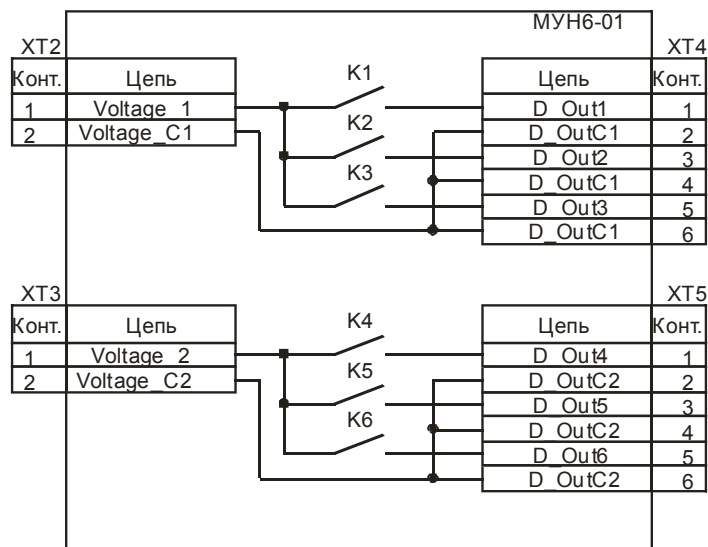 МУН6-01
XT2 XT4
Конт. Цепь K1 Цепь Конт.
1 Voltage_1 D_Out1 1
2 Voltage_C1 K2 D_OutC1 2
D_Out2 3
K3 D_OutC1 4
D_Out3 5
D_OutC1 6
XT3 XT5
Конт. Цепь K4 Цепь Конт.
1 Voltage_2 D_Out4 1
2 Voltage_C2 K5 D_OutC2 2
D_Out5 3
K6 D_OutC2 4
D_Out6 5
D_OutC2 6